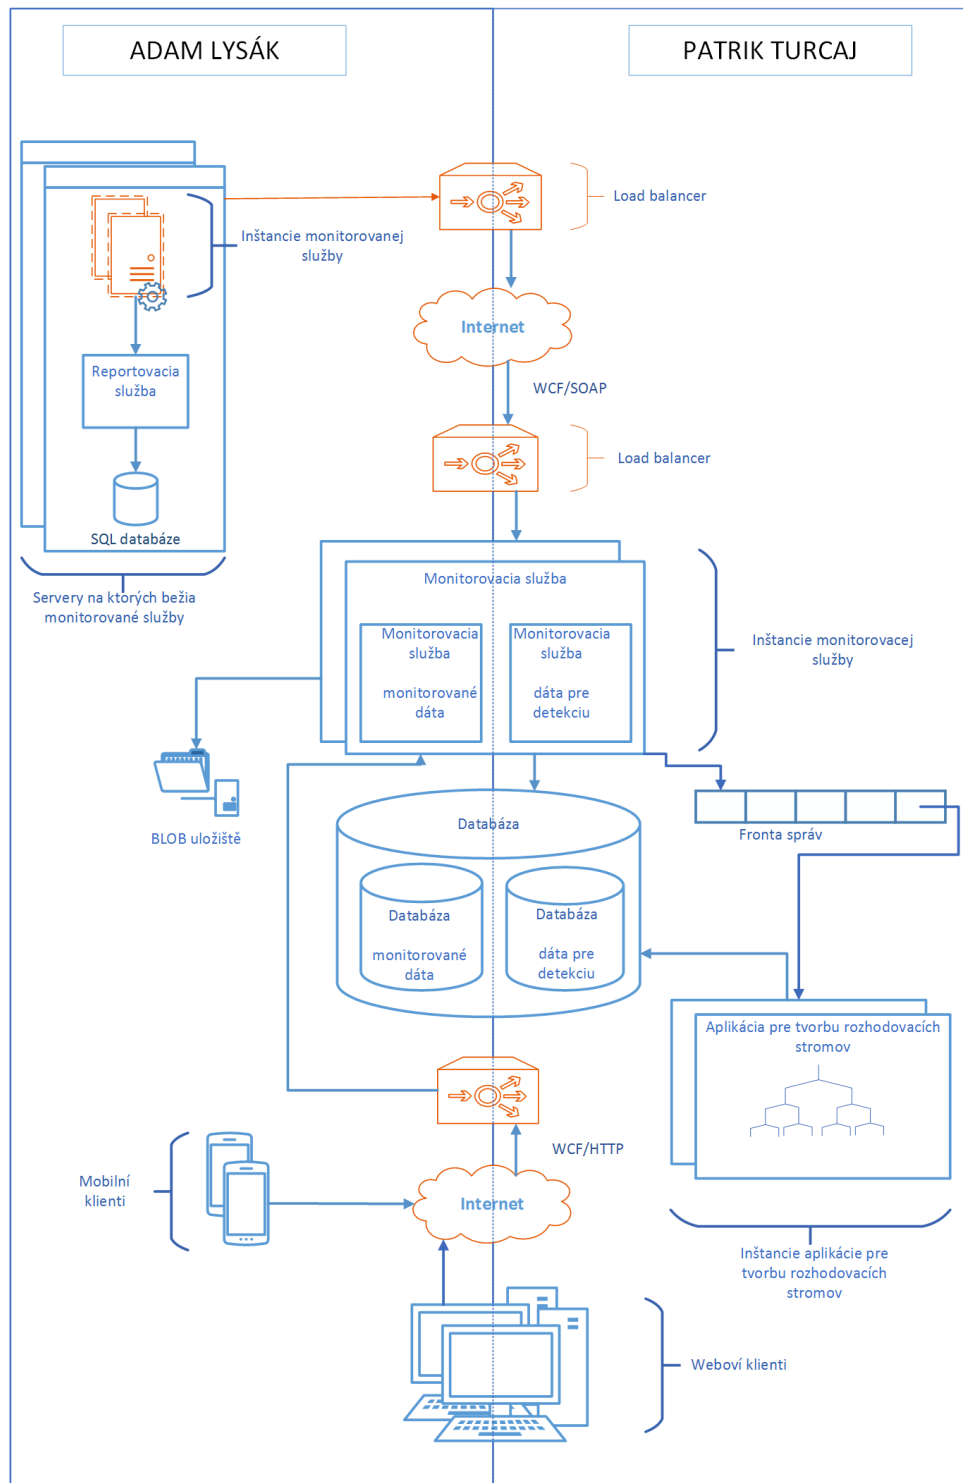 ADAM LYSÁK
PATRIK TURCAJ
Load balancer
Inštancie monitorovanej
služby
Internet
Reportovacia
služba
WCF/SOAP
Load balancer
SQL databáze
Servery na ktorých bežia
monitorované služby
Monitorovacia služba
Monitorovacia
služba
monitorované
dáta
Monitorovacia
služba
dáta pre
detekciu
Inštancie monitorovacej
služby
BLOB uložiště
Databáza
Fronta správ
Databáza
monitorované
dáta
Databáza
dáta pre
detekciu
Aplikácia pre tvorbu rozhodovacích
stromov
WCF/HTTP
Mobilní
klienti
Internet
Inštancie aplikácie pre
tvorbu rozhodovacích
stromov
Weboví klienti